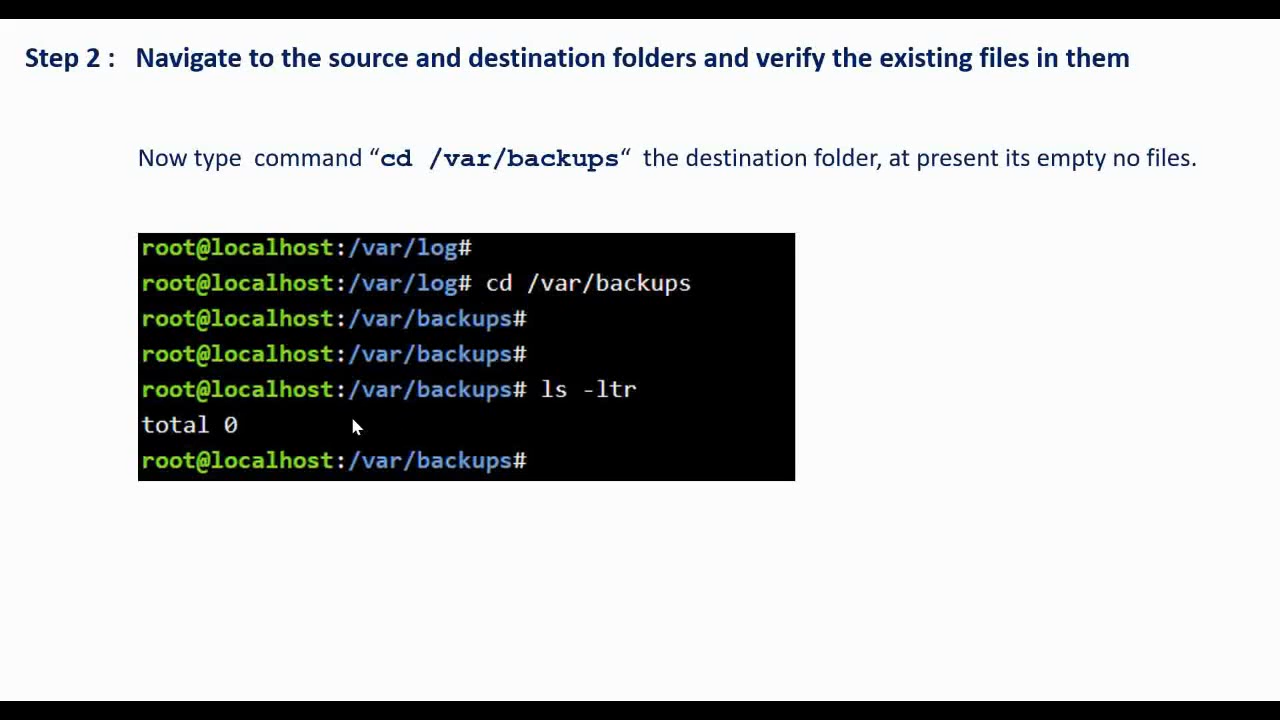 Step 2 : Navigate to the source and destination folders and verify the existing files in them
Now type command “cd /var/backups“ the destination folder, at present its empty no files.
root@localhost:/var/log#
root@localhost:/var/log# cd /var/backups
root@localhost:/var/backups#
root@localhost:/var/backups#
root@localhost:/var/backups# ls -ltr
total 0
root@localhost:/var/backups#